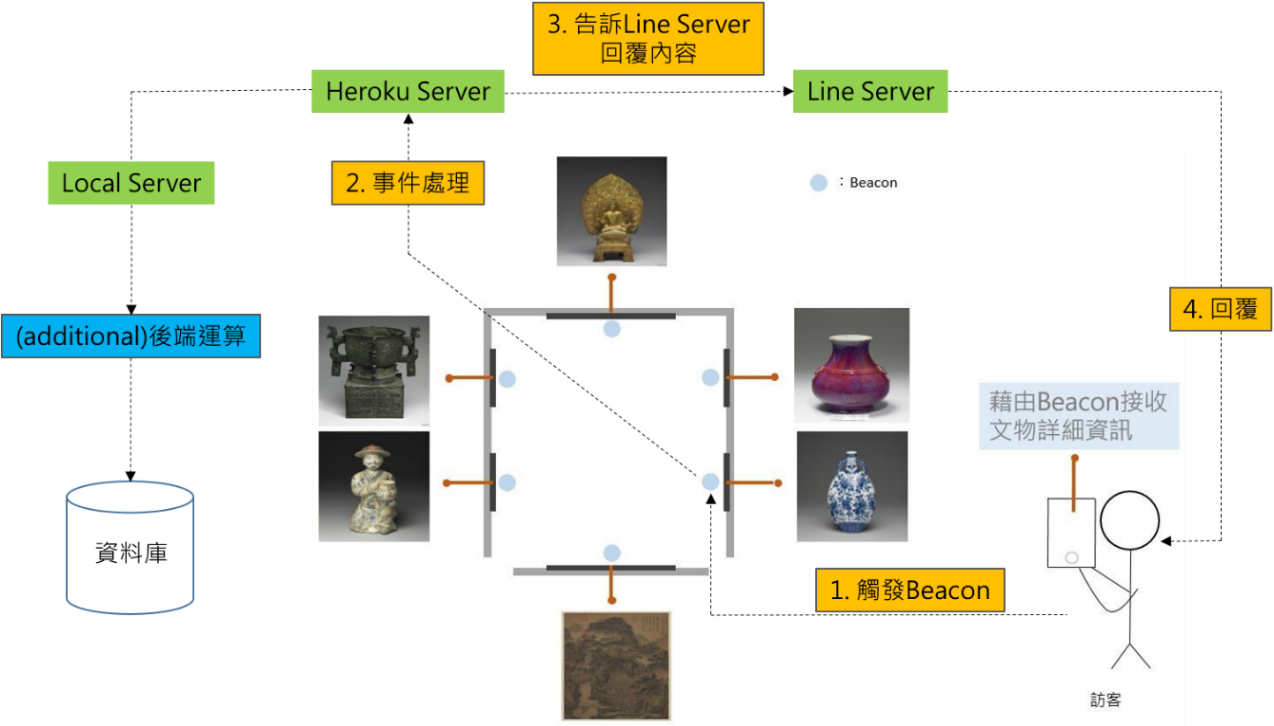 3. 告訴Line Server
回覆內容
Heroku Server
Line Server
Local Server
2. 事件處理
：Beacon
(additional)後端運算
4. 回覆
藉由Beacon接收
文物詳細資訊
資料庫
1. 觸發Beacon
訪客